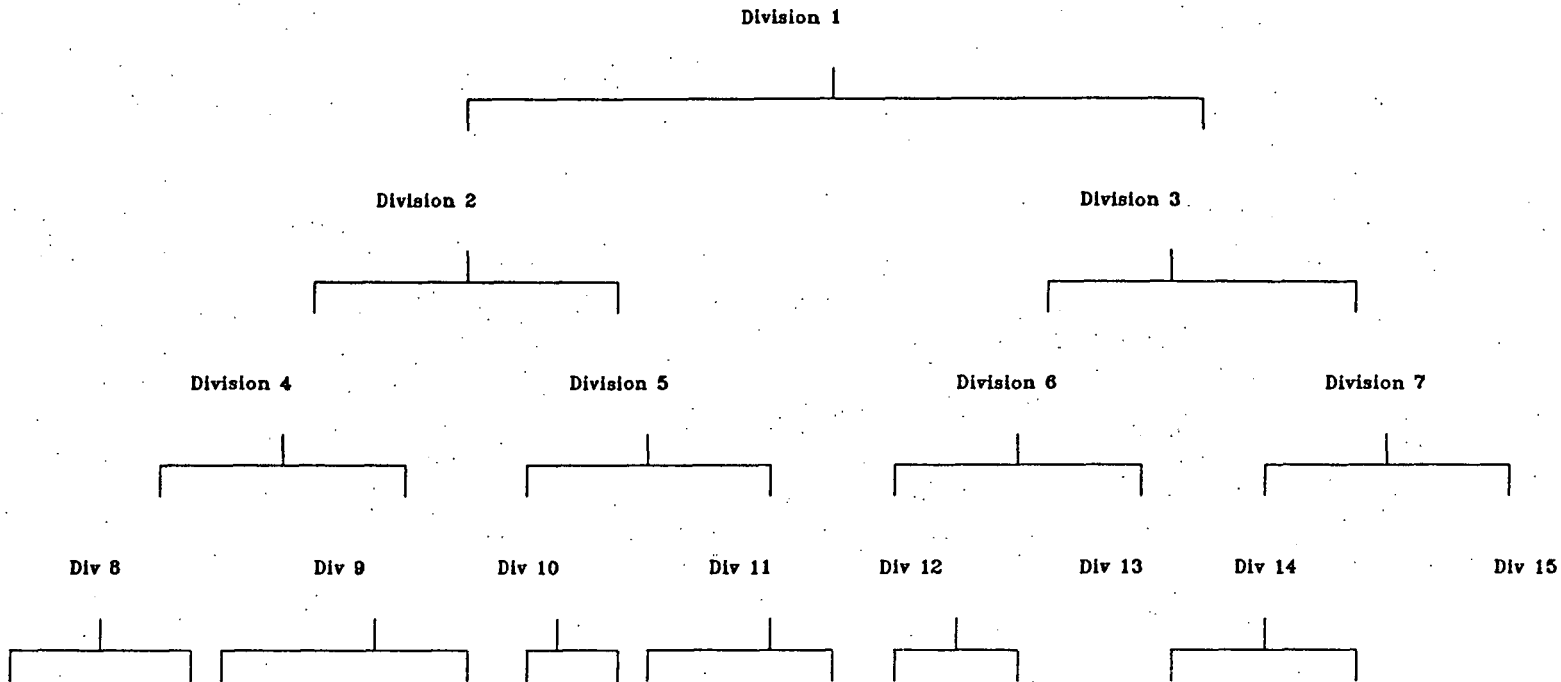 Division 1
Division 2 Division 3
Division 4 Division 5 Division 6 Division 7
Div 8 Div 9 Div 10 Div 11 Div 12 Div 13 Div 14 Div 15